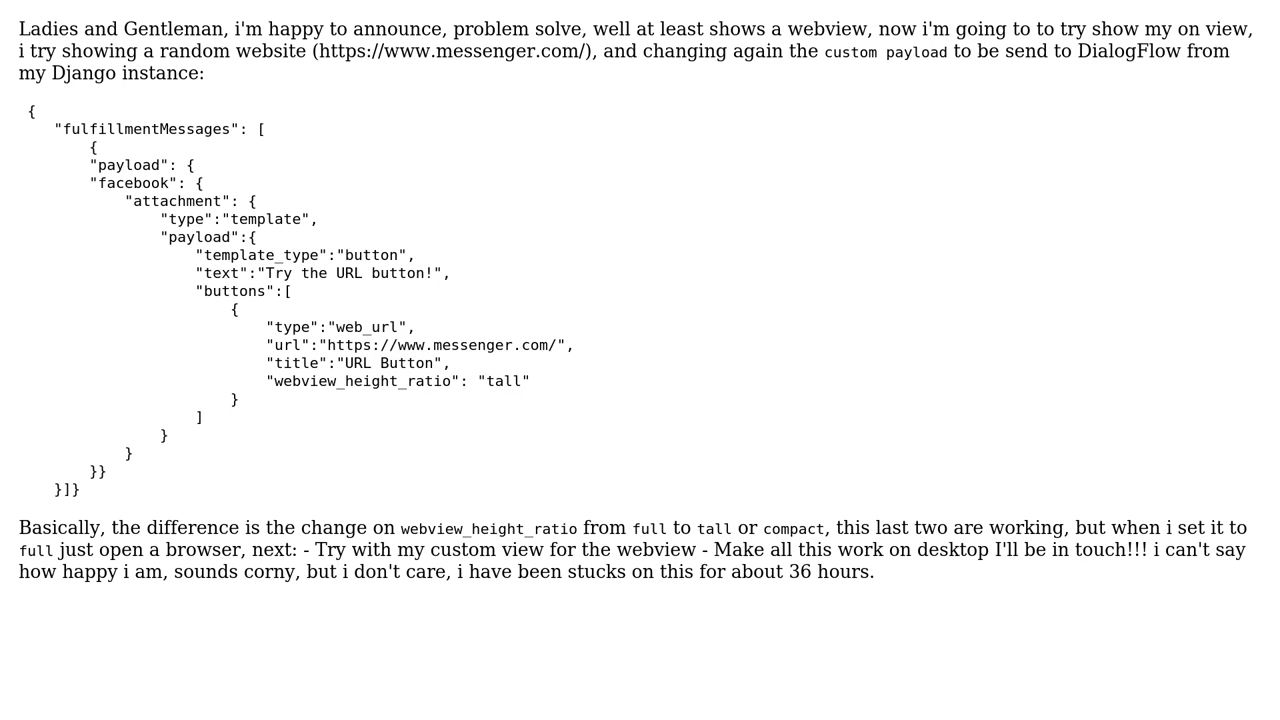 Ladies and Gentleman, i'm happy to announce, problem solve, well at least shows a webview, now i'm going to to try show my on view,
i try showing a random website (https://www.messenger.com/), and changing again the custom payload to be send to DialogFlow from
my Django instance:
{
"fulfillmentMessages": [
{
"payload": {
"facebook": {
"attachment": {
"type":"template",
"payload":{
"template_type":"button",
"text":"Try the URL button!",
"buttons":[
{
"type":"web_url",
"url":"https://www.messenger.com/",
"title":"URL Button",
"webview_height_ratio": "tall"
}
]
}
}
}}
}]}
Basically, the difference is the change on webview_height_ratio from full to tall or compact, this last two are working, but when i set it to
full just open a browser, next: - Try with my custom view for the webview - Make all this work on desktop I'll be in touch!!! i can't say
how happy i am, sounds corny, but i don't care, i have been stucks on this for about 36 hours.